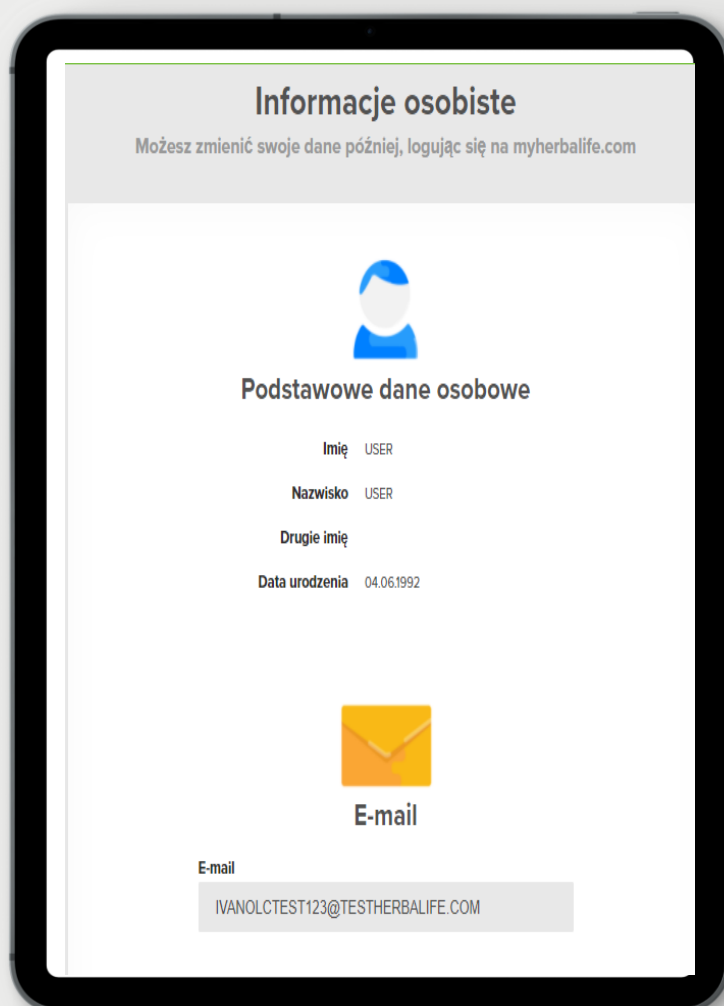 Informacje osobiste
Możesz zmienić swoje dane później, logując się na myherbalife.com
Podstawowe dane osobowe
Imię USER
Nazwisko USER
Drugie imię
Data urodzenia 04.06.1992
E-mail
E-mail
IVANOLCTEST123@TESTHERBALIFE.COM